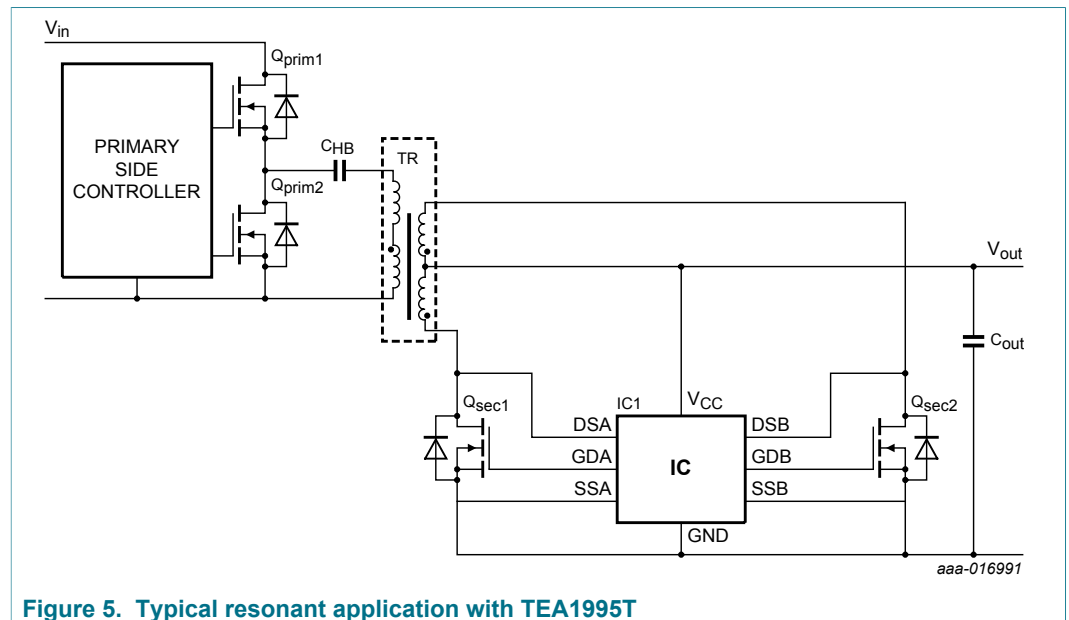 Vin
Qprim1
PRIMARY
SIDE
CONTROLLER
CHB
TR
Qprim2
Vout
Cout
Qsec1
IC1
VCC
Qsec2
DSA
DSB
GDA
IC
GDB
SSA
SSB
GND
aaa-016991
Figure 5. Typical resonant application with TEA1995T